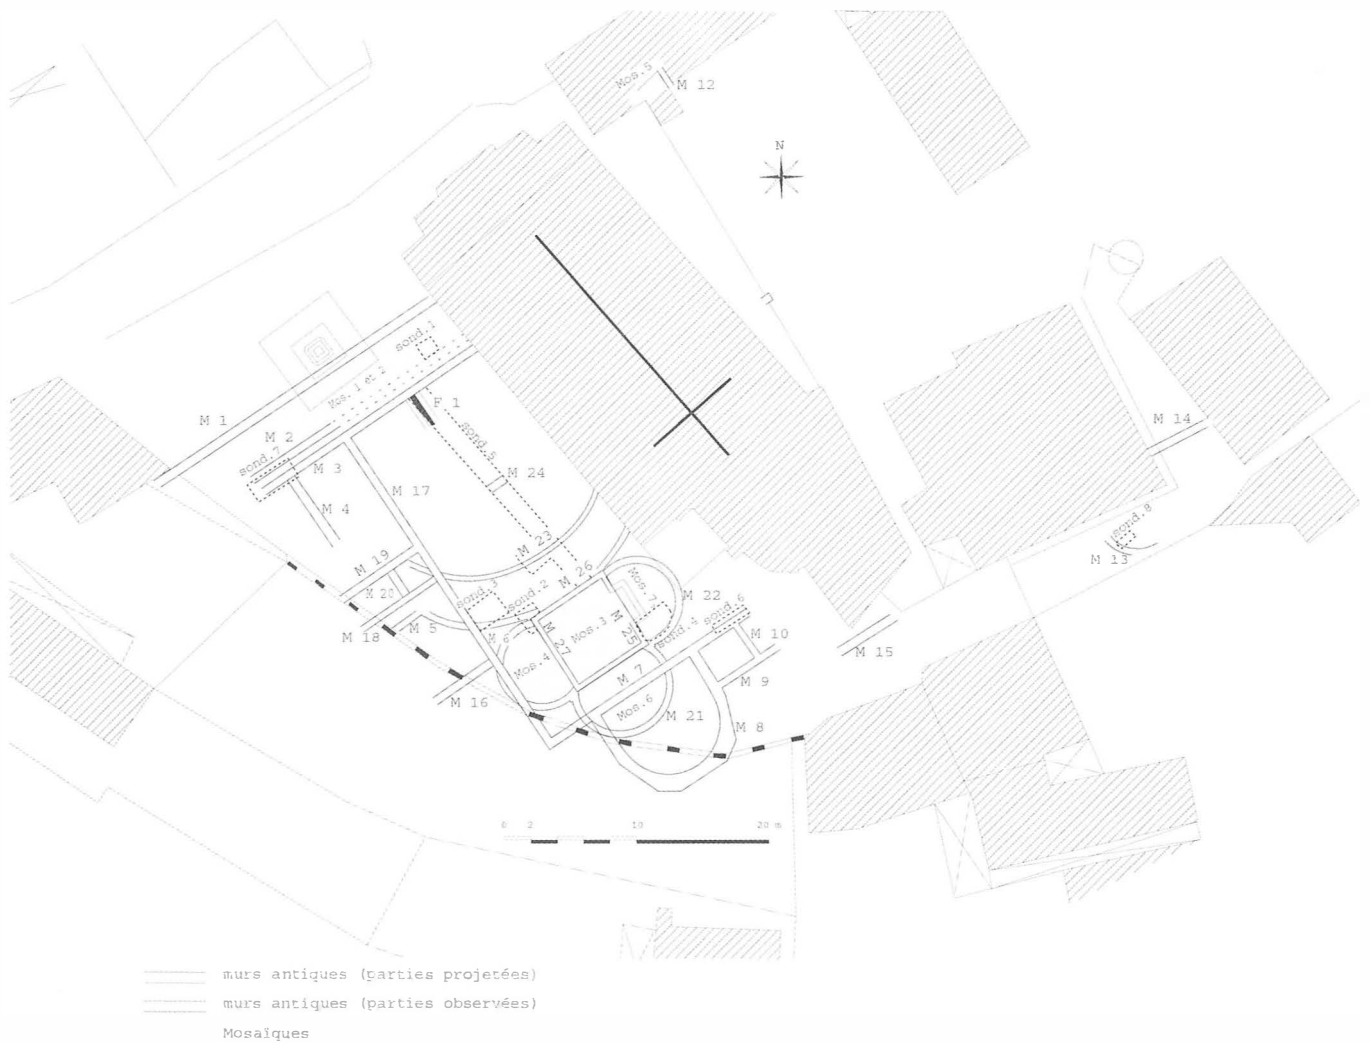 Mos.5
M 12
N
sond.1
Mos. 1 et 2
M 1
F 1
M 2
sond.7
M 3
sond.5
M 24
M 17
M 4
M 14
sond.8
M 13
M 23
M 19
M 26
M 20
sond.3
sond.2
Mos.7
M 22
M 18
M 5
M 6
M 27
Mos.3
M 25
sond.4
sond.6
M 10
M 15
Mos.4
M 7
M 9
M 16
Mos.6
M 21
M 8
0 2 10 20 m
murs antiques (parties projetées)
murs antiques (parties observées)
Mosaïques